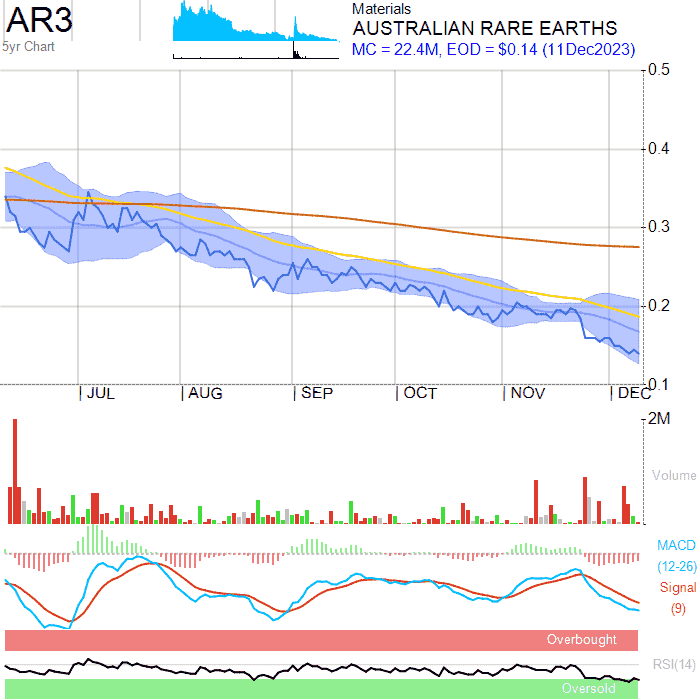 AR3
5yr Chart
Materials
AUSTRALIAN RARE EARTHS
MC = 22.4M, EOD = $0.14 (11Dec2023)
0.5
0.4
0.3
0.2
0.1
JUL
AUG
SEP
OCT
NOV
DEC
2M
Volume
MACD
(12-26)
Signal
(9)
Overbought
RSI(14)
Oversold